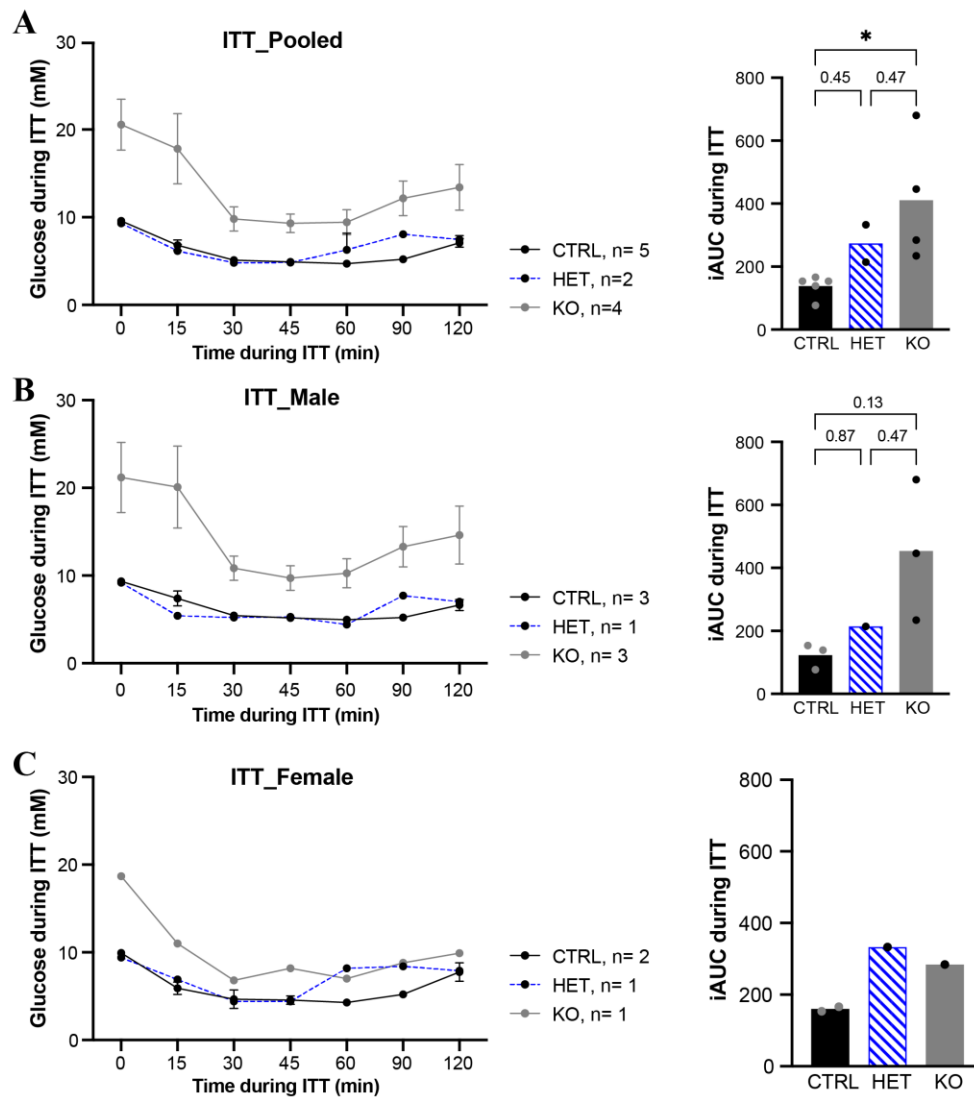 A
ITT_Pooled
Glucose during ITT (mM)
30
20
10
0
0 15 30 45 60 90 120
Time during ITT (min)
CTRL, n= 5
HET, n=2
KO, n=4
iAUC during ITT
800
600
400
200
0
*
0.45 0.47
CTRL HET KO
B
ITT_Male
Glucose during ITT (mM)
30
20
10
0
0 15 30 45 60 90 120
Time during ITT (min)
CTRL, n= 3
HET, n= 1
KO, n= 3
iAUC during ITT
800
600
400
200
0
0.13
0.87 0.47
CTRL HET KO
C
ITT_Female
Glucose during ITT (mM)
30
20
10
0
0 15 30 45 60 90 120
Time during ITT (min)
CTRL, n= 2
HET, n= 1
KO, n= 1
iAUC during ITT
800
600
400
200
0
CTRL HET KO